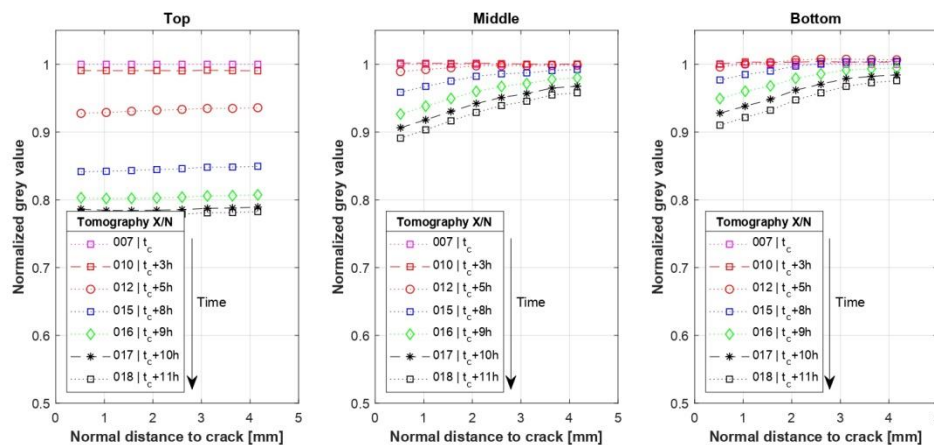 Top
Normalized grey value
1
0.9
0.8
0.7
0.6
0.5
Tomography X/N
007 | tc
010 | tc+3h
012 | tc+5h
015 | tc+8h
016 | tc+9h
017 | tc+10h
018 | tc+11h
Time
0 1 2 3 4 5
Normal distance to crack [mm]
Middle
Normalized grey value
1
0.9
0.8
0.7
0.6
0.5
Tomography X/N
007 | tc
010 | tc+3h
012 | tc+5h
015 | tc+8h
016 | tc+9h
017 | tc+10h
018 | tc+11h
Time
0 1 2 3 4 5
Normal distance to crack [mm]
Bottom
Normalized grey value
1
0.9
0.8
0.7
0.6
0.5
Tomography X/N
007 | tc
010 | tc+3h
012 | tc+5h
015 | tc+8h
016 | tc+9h
017 | tc+10h
018 | tc+11h
Time
0 1 2 3 4 5
Normal distance to crack [mm]